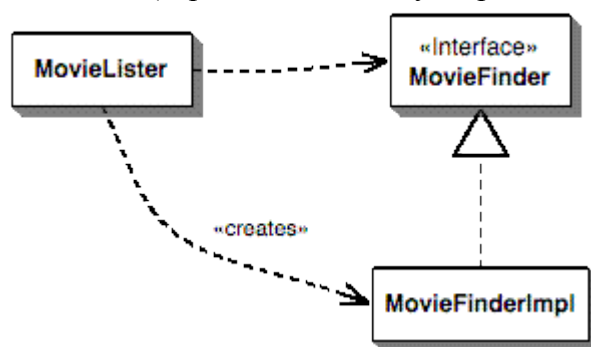 «Interface»
MovieLister
MovieFinder
«creates»
MovieFinderImpl